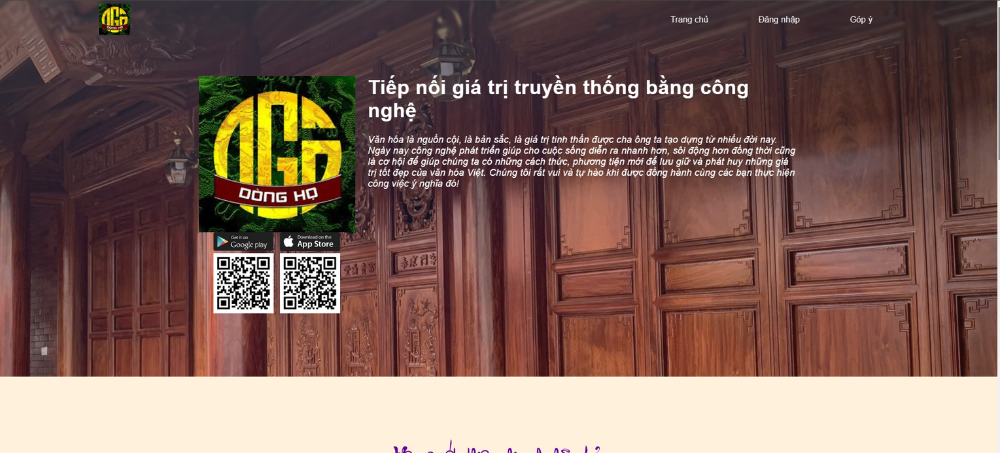 DÒNG HỌ
Trang chủ
Đăng nhập
Góp ý
Tiếp nối giá trị truyền thống bằng công
nghệ
Văn hóa là nguồn cội, là bản sắc, là giá trị tinh thần được cha ông ta tạo dựng từ nhiều đời nay.
Ngày nay công nghệ phát triển giúp cho cuộc sống diễn ra nhanh hơn, sôi động hơn đồng thời cũng
là cơ hội để giúp chúng ta có những cách thức, phương tiện mới để lưu giữ và phát huy những giá
trị tốt đẹp của văn hóa Việt. Chúng tôi rất vui và tự hào khi được đồng hành cùng các bạn thực hiện
công việc ý nghĩa đó!
DÒNG HỌ
Get it on
Google play
Download on the
App Store